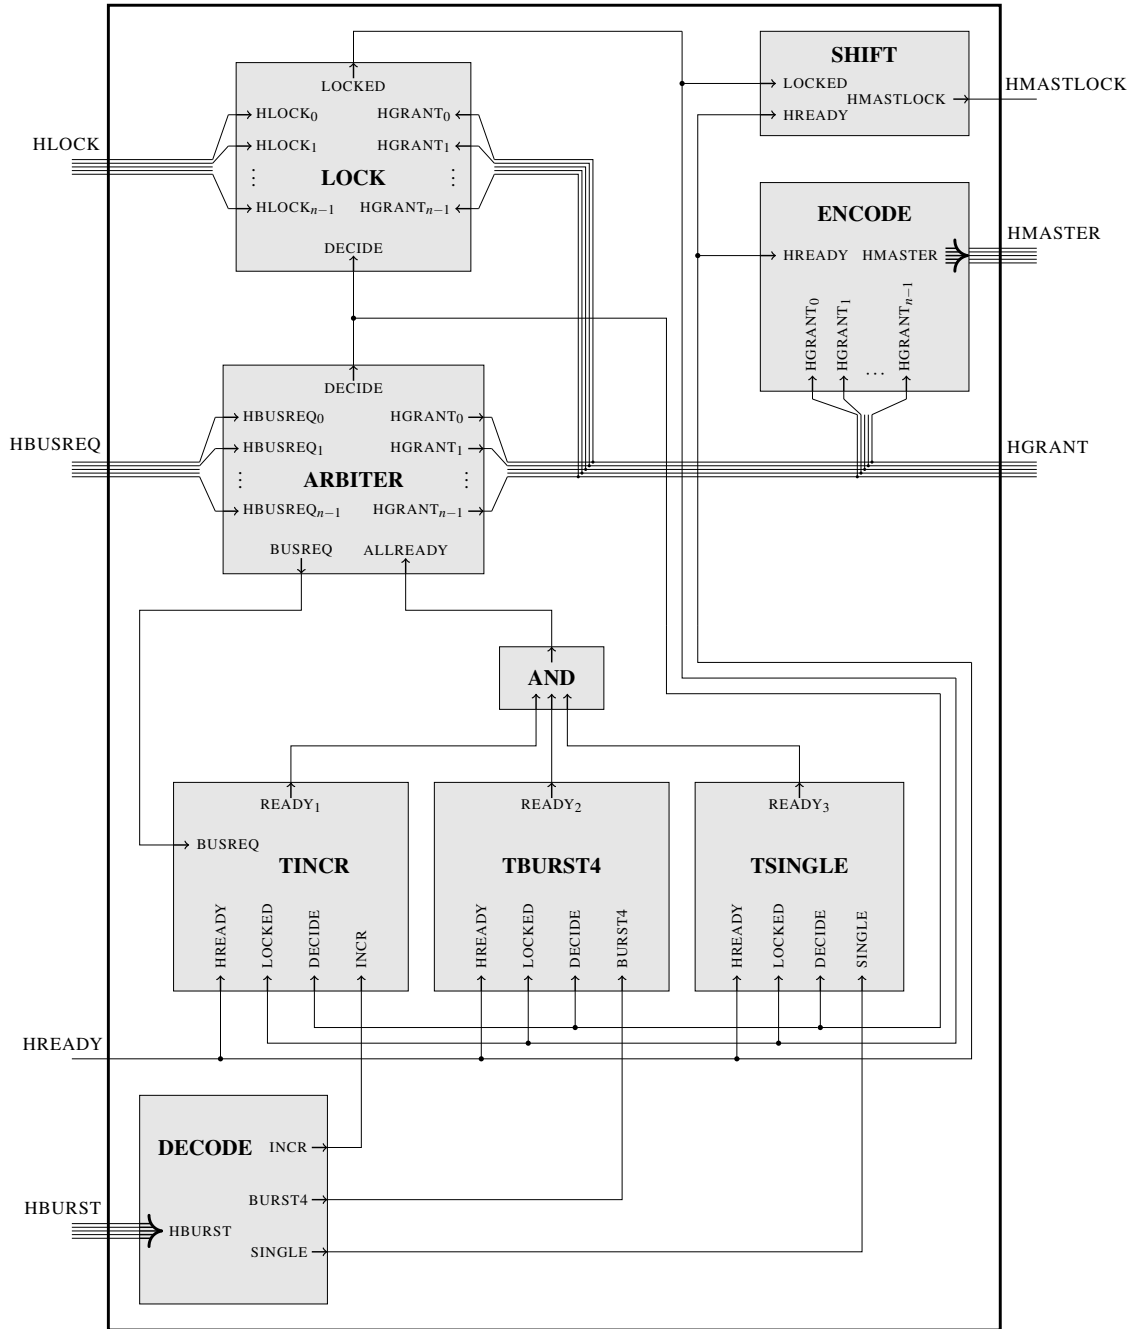 SHIFT
LOCKED
HMASTLOCK
HREADY
HMASTLOCK
LOCKED
HLOCK
HLOCK0
HGRANT0
HLOCK1
HGRANT1
⋮ LOCK ⋮
HLOCKn−1
HGRANTn−1
DECIDE
ENCODE
HREADY
HMASTER
HMASTER
HGRANT0
HGRANT1
...
HGRANTn−1
DECIDE
HBUSREQ
HBUSREQ0
HGRANT0
HBUSREQ1
HGRANT1
⋮ ARBITER ⋮
HBUSREQn−1
HGRANTn−1
BUSREQ
ALLREADY
HGRANT
AND
READY1
BUSREQ
TINCR
HREADY
LOCKED
DECIDE
INCR
READY2
TBURST4
HREADY
LOCKED
DECIDE
BURST4
READY3
TSINGLE
HREADY
LOCKED
DECIDE
SINGLE
HREADY
DECODE
INCR
BURST4
HBURST
HBURST
SINGLE